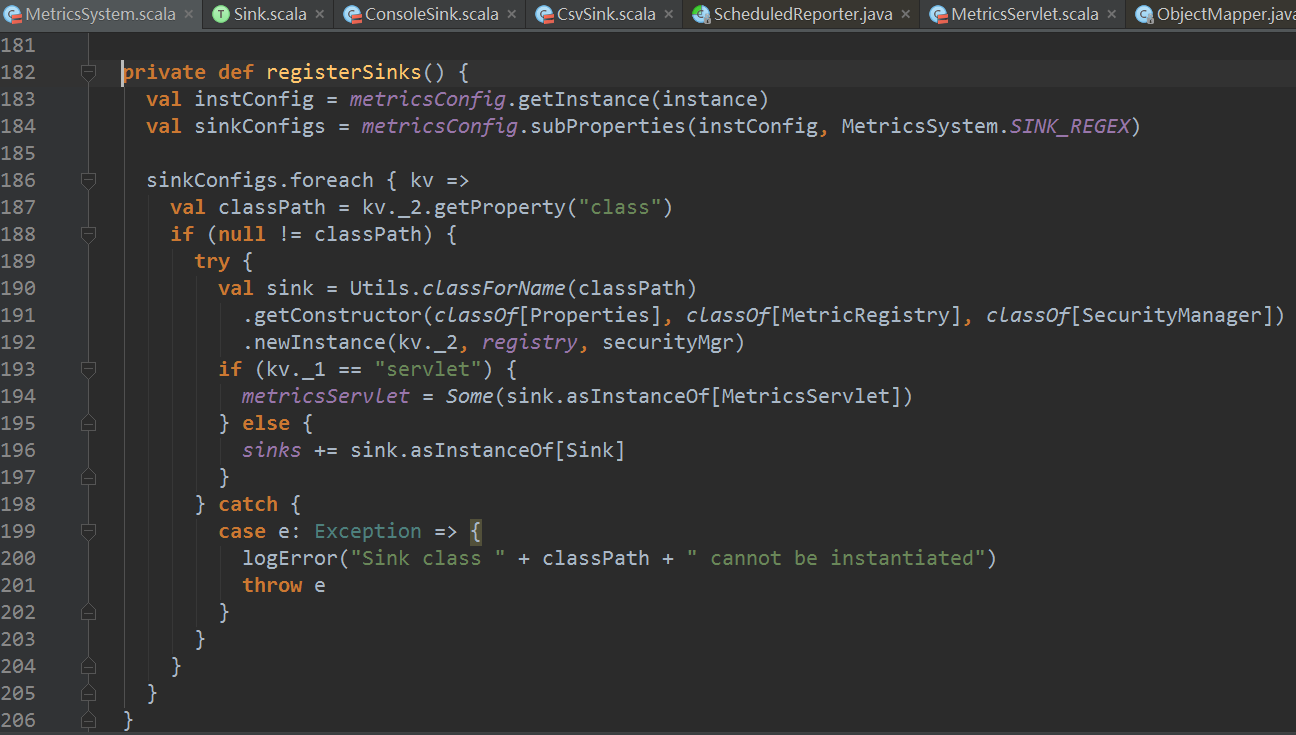 MetricsSystem.scala × Sink.scala × ConsoleSink.scala × CsvSink.scala × ScheduledReporter.java × MetricsServlet.scala × ObjectMapper.java
181
182 private def registerSinks() {
183 val instConfig = metricsConfig.getInstance(instance)
184 val sinkConfigs = metricsConfig.subProperties(instConfig, MetricsSystem.SINK_REGEX)
185
186 sinkConfigs.foreach { kv =>
187 val classPath = kv._2.getProperty("class")
188 if (null != classPath) {
189 try {
190 val sink = Utils.classForName(classPath)
191 .getConstructor(classOf[Properties], classOf[MetricRegistry], classOf[SecurityManager])
192 .newInstance(kv._2, registry, securityMgr)
193 if (kv._1 == "servlet") {
194 metricsServlet = Some(sink.asInstanceOf[MetricsServlet])
195 } else {
196 sinks += sink.asInstanceOf[Sink]
197 }
198 } catch {
199 case e: Exception => {
200 logError("Sink class " + classPath + " cannot be instantiated")
201 throw e
202 }
203 }
204 }
205 }
206 }